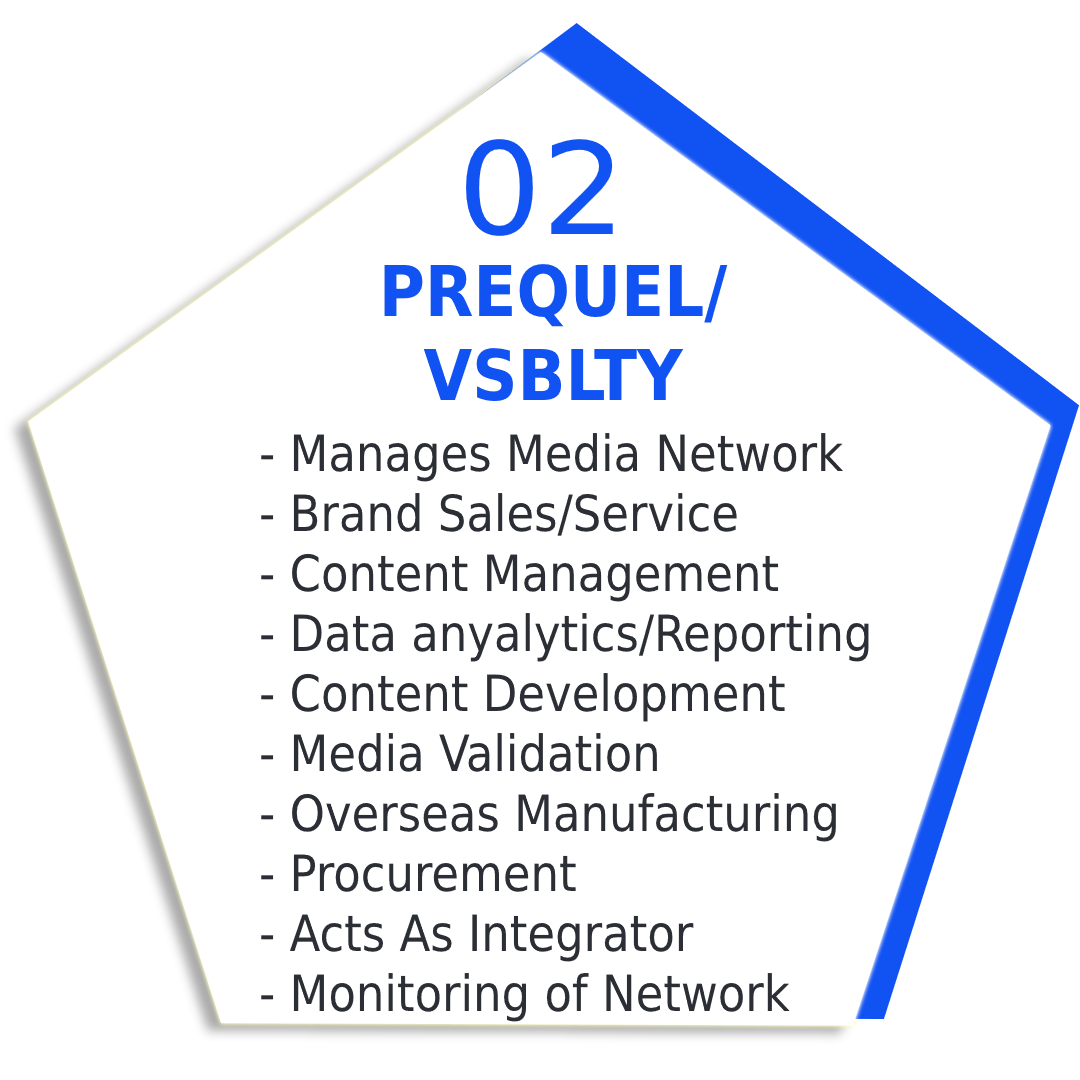 02
PREQUEL/
VSBLTY
- Manages Media Network
- Brand Sales/Service
- Content Management
- Data anyalytics/Reporting
- Content Development
- Media Validation
- Overseas Manufacturing
- Procurement
- Acts As Integrator
- Monitoring of Network